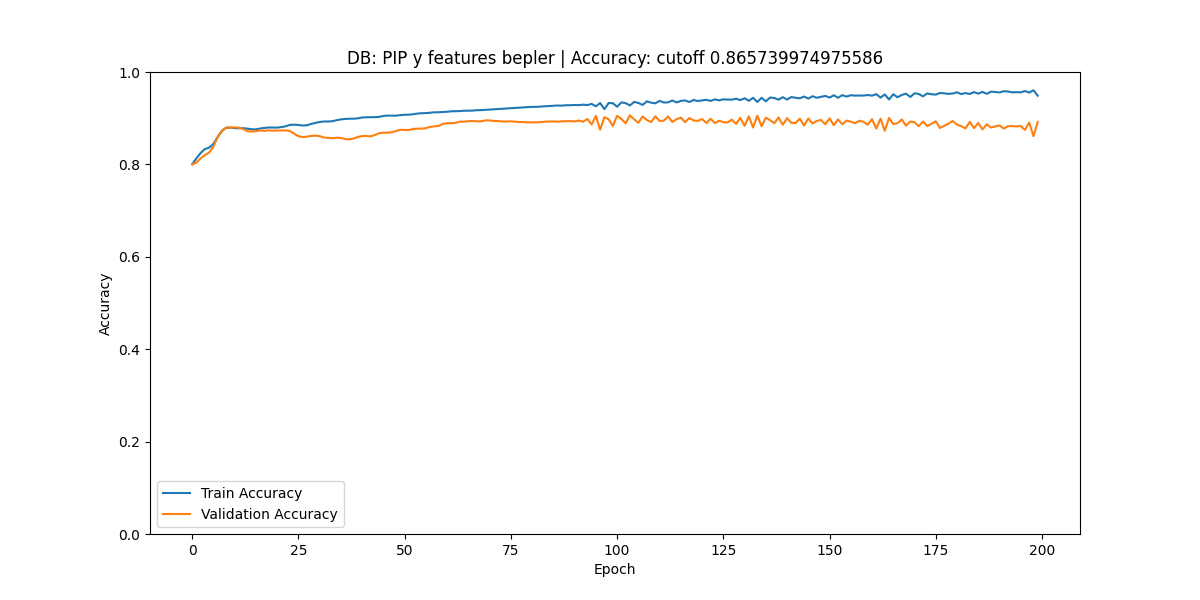 DB: PIP y features bepler | Accuracy: cutoff 0.865739974975586
1.0
0.8
0.6
0.4
0.2
0.0
Accuracy
Train Accuracy
Validation Accuracy
0 25 50 75 100 125 150 175 200
Epoch